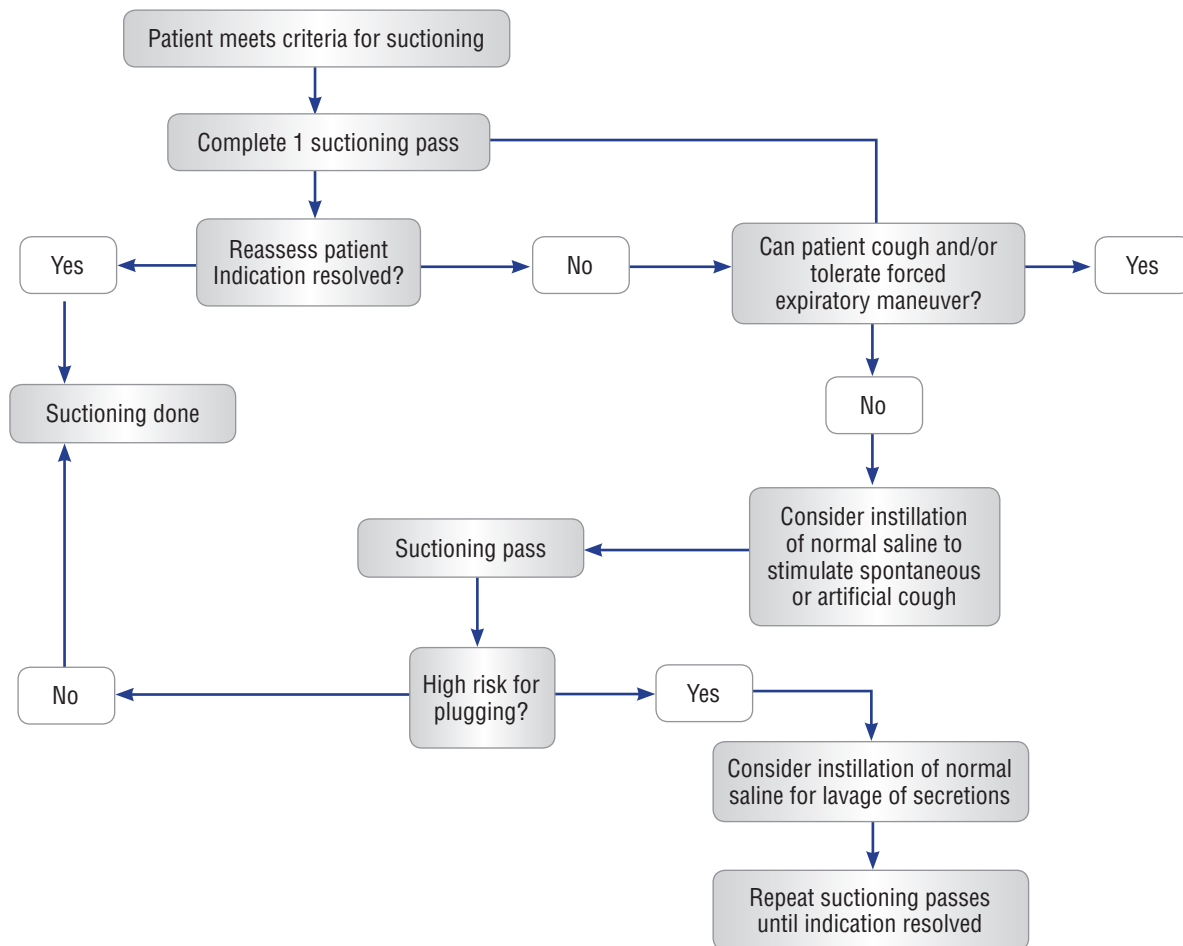 Patient meets criteria for suctioning
Complete 1 suctioning pass
Yes
Reassess patient
Indication resolved?
No
Can patient cough and/or
tolerate forced
expiratory maneuver?
Yes
Suctioning done
No
Consider instillation
of normal saline to
stimulate spontaneous
or artificial cough
Suctioning pass
No
High risk for
plugging?
Yes
Consider instillation of normal
saline for lavage of secretions
Repeat suctioning passes
until indication resolved